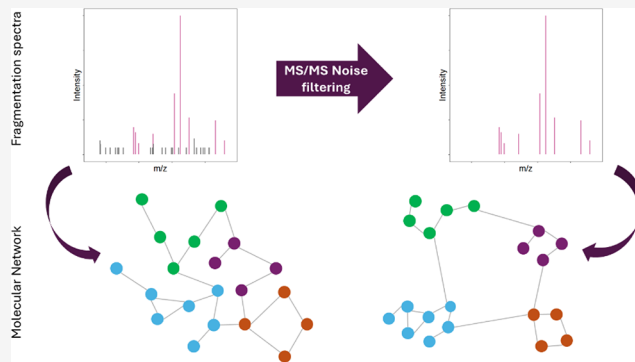 Fragmentation spectra
Intensity
m/z
MS/MS Noise
filtering
Intensity
m/z
Molecular Network